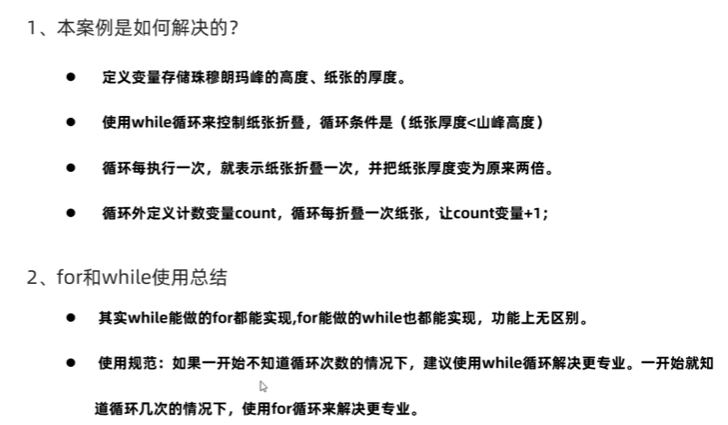 1、本案例是如何解决的？
● 定义变量存储珠穆朗玛峰的高度、纸张的厚度。
● 使用while循环来控制纸张折叠，循环条件是（纸张厚度<山峰高度）
● 循环每执行一次，就表示纸张折叠一次，并把纸张厚度变为原来两倍。
● 循环外定义计数变量count，循环每折叠一次纸张，让count变量+1；
2、for和while使用总结
● 其实while能做的for都能实现,for能做的while也都能实现，功能上无区别。
● 使用规范：如果一开始不知道循环次数的情况下，建议使用while循环解决更专业。一开始就知
道循环几次的情况下，使用for循环来解决更专业。